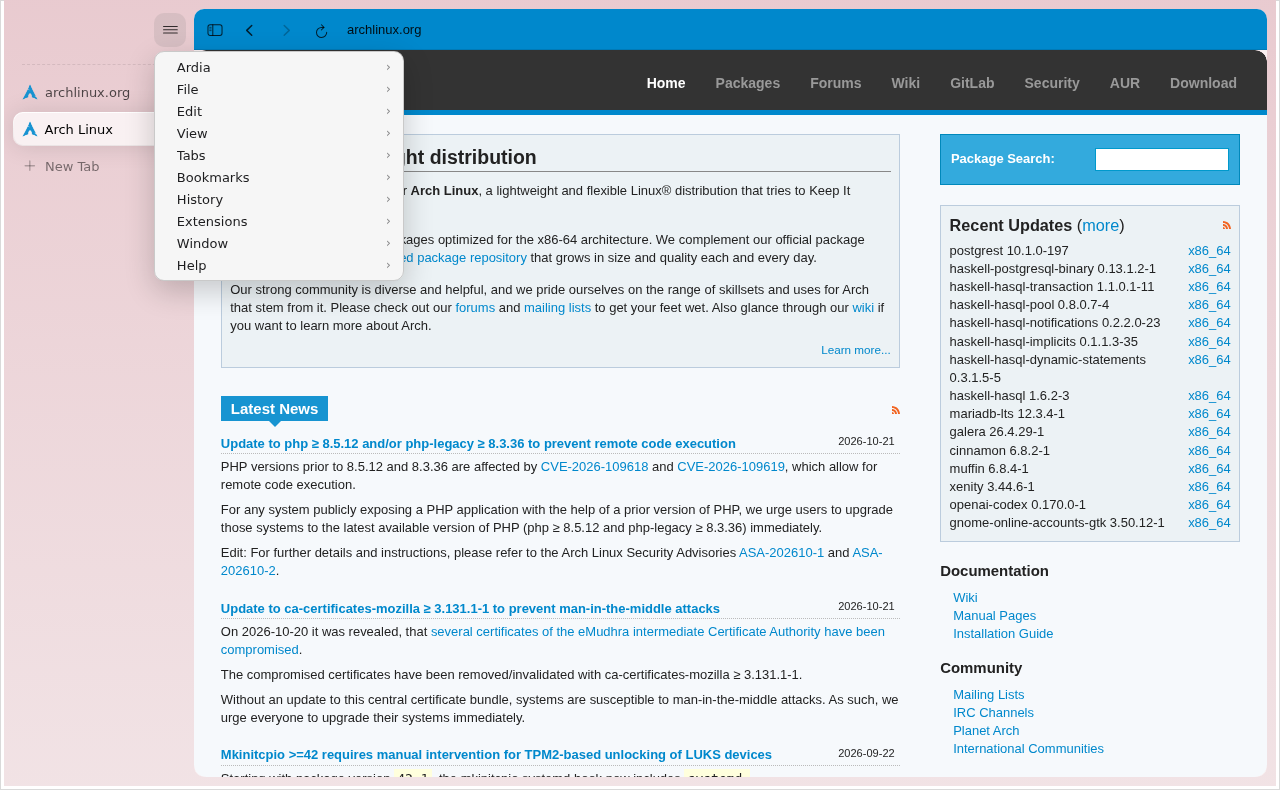 archlinux.org
archlinux.org
Arch Linux
New Tab
Ardia
File
Edit
View
Tabs
Bookmarks
History
Extensions
Window
Help
Home Packages Forums Wiki GitLab Security AUR Download
ht distribution
Arch Linux, a lightweight and flexible Linux® distribution that tries to Keep It
kages optimized for the x86-64 architecture. We complement our official package
ed package repository that grows in size and quality each and every day.
Our strong community is diverse and helpful, and we pride ourselves on the range of skillsets and uses for Arch
that stem from it. Please check out our forums and mailing lists to get your feet wet. Also glance through our wiki if
you want to learn more about Arch.
Learn more...
Latest News
Update to php ≥ 8.5.12 and/or php-legacy ≥ 8.3.36 to prevent remote code execution 2026-10-21
PHP versions prior to 8.5.12 and 8.3.36 are affected by CVE-2026-109618 and CVE-2026-109619, which allow for
remote code execution.
For any system publicly exposing a PHP application with the help of a prior version of PHP, we urge users to upgrade
those systems to the latest available version of PHP (php ≥ 8.5.12 and php-legacy ≥ 8.3.36) immediately.
Edit: For further details and instructions, please refer to the Arch Linux Security Advisories ASA-202610-1 and ASA-
202610-2.
Update to ca-certificates-mozilla ≥ 3.131.1-1 to prevent man-in-the-middle attacks 2026-10-21
On 2026-10-20 it was revealed, that several certificates of the eMudhra intermediate Certificate Authority have been
compromised.
The compromised certificates have been removed/invalidated with ca-certificates-mozilla ≥ 3.131.1-1.
Without an update to this central certificate bundle, systems are susceptible to man-in-the-middle attacks. As such, we
urge everyone to upgrade their systems immediately.
Mkinitcpio >=42 requires manual intervention for TPM2-based unlocking of LUKS devices 2026-09-22
Starting with package version 42-1, the mkinitcpio systemd hook now includes systemd-
Package Search:
Recent Updates (more)
postgrest 10.1.0-197 x86_64
haskell-postgresql-binary 0.13.1.2-1 x86_64
haskell-hasql-transaction 1.1.0.1-11 x86_64
haskell-hasql-pool 0.8.0.7-4 x86_64
haskell-hasql-notifications 0.2.2.0-23 x86_64
haskell-hasql-implicits 0.1.1.3-35 x86_64
haskell-hasql-dynamic-statements x86_64
0.3.1.5-5
haskell-hasql 1.6.2-3 x86_64
mariadb-lts 12.3.4-1 x86_64
galera 26.4.29-1 x86_64
cinnamon 6.8.2-1 x86_64
muffin 6.8.4-1 x86_64
xenity 3.44.6-1 x86_64
openai-codex 0.170.0-1 x86_64
gnome-online-accounts-gtk 3.50.12-1 x86_64
Documentation
Wiki
Manual Pages
Installation Guide
Community
Mailing Lists
IRC Channels
Planet Arch
International Communities